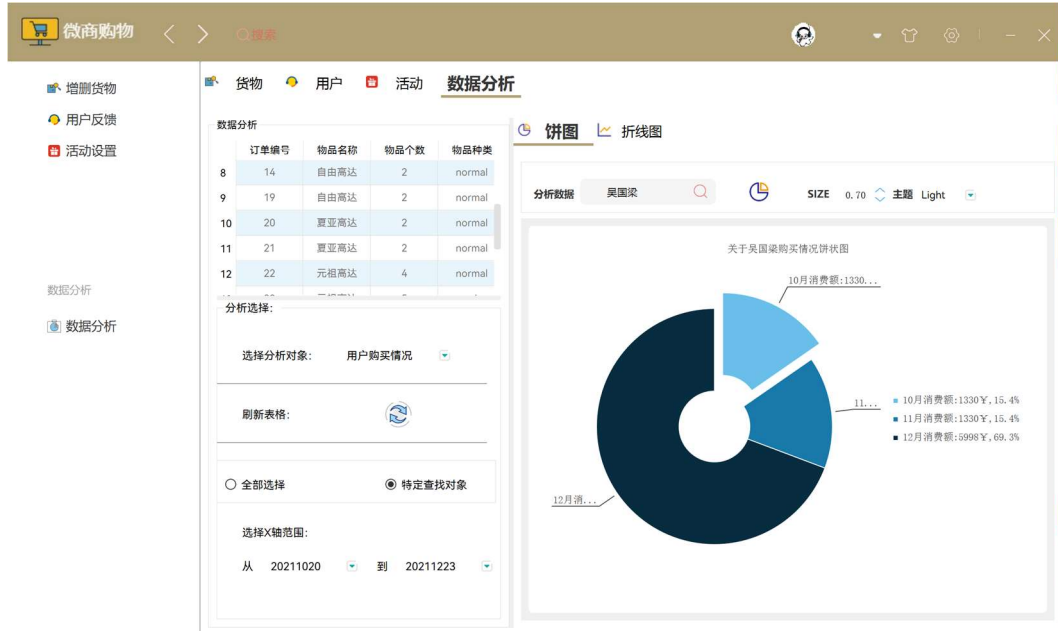 微商购物
搜索
增删货物
用户反馈
活动设置
数据分析
数据分析
货物 用户 活动 数据分析
数据分析
订单编号 物品名称 物品个数 物品种类
8 14 自由高达 2 normal
9 19 自由高达 2 normal
10 20 夏亚高达 2 normal
11 21 夏亚高达 2 normal
12 22 元祖高达 4 normal
分析选择:
选择分析对象: 用户购买情况
刷新表格:
全部选择 特定查找对象
选择X轴范围:
从 20211020 到 20211223
饼图 折线图
分析数据 吴国梁 SIZE 0.70 主题 Light
关于吴国梁购买情况饼状图
10月消费额:1330...
11...
12月消...
10月消费额:1330¥,15.4%
11月消费额:1330¥,15.4%
12月消费额:5998¥,69.3%